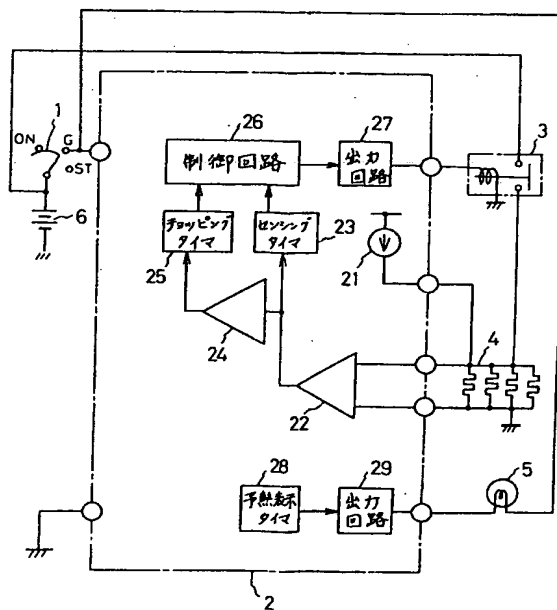 1
ON
G
ST
6
26
制御回路
27
出力
回路
3
チョッピング
タイマ
25
センシング
タイマ
23
21
24
22
4
28
予熱表示
タイマ
29
出力
回路
5
2